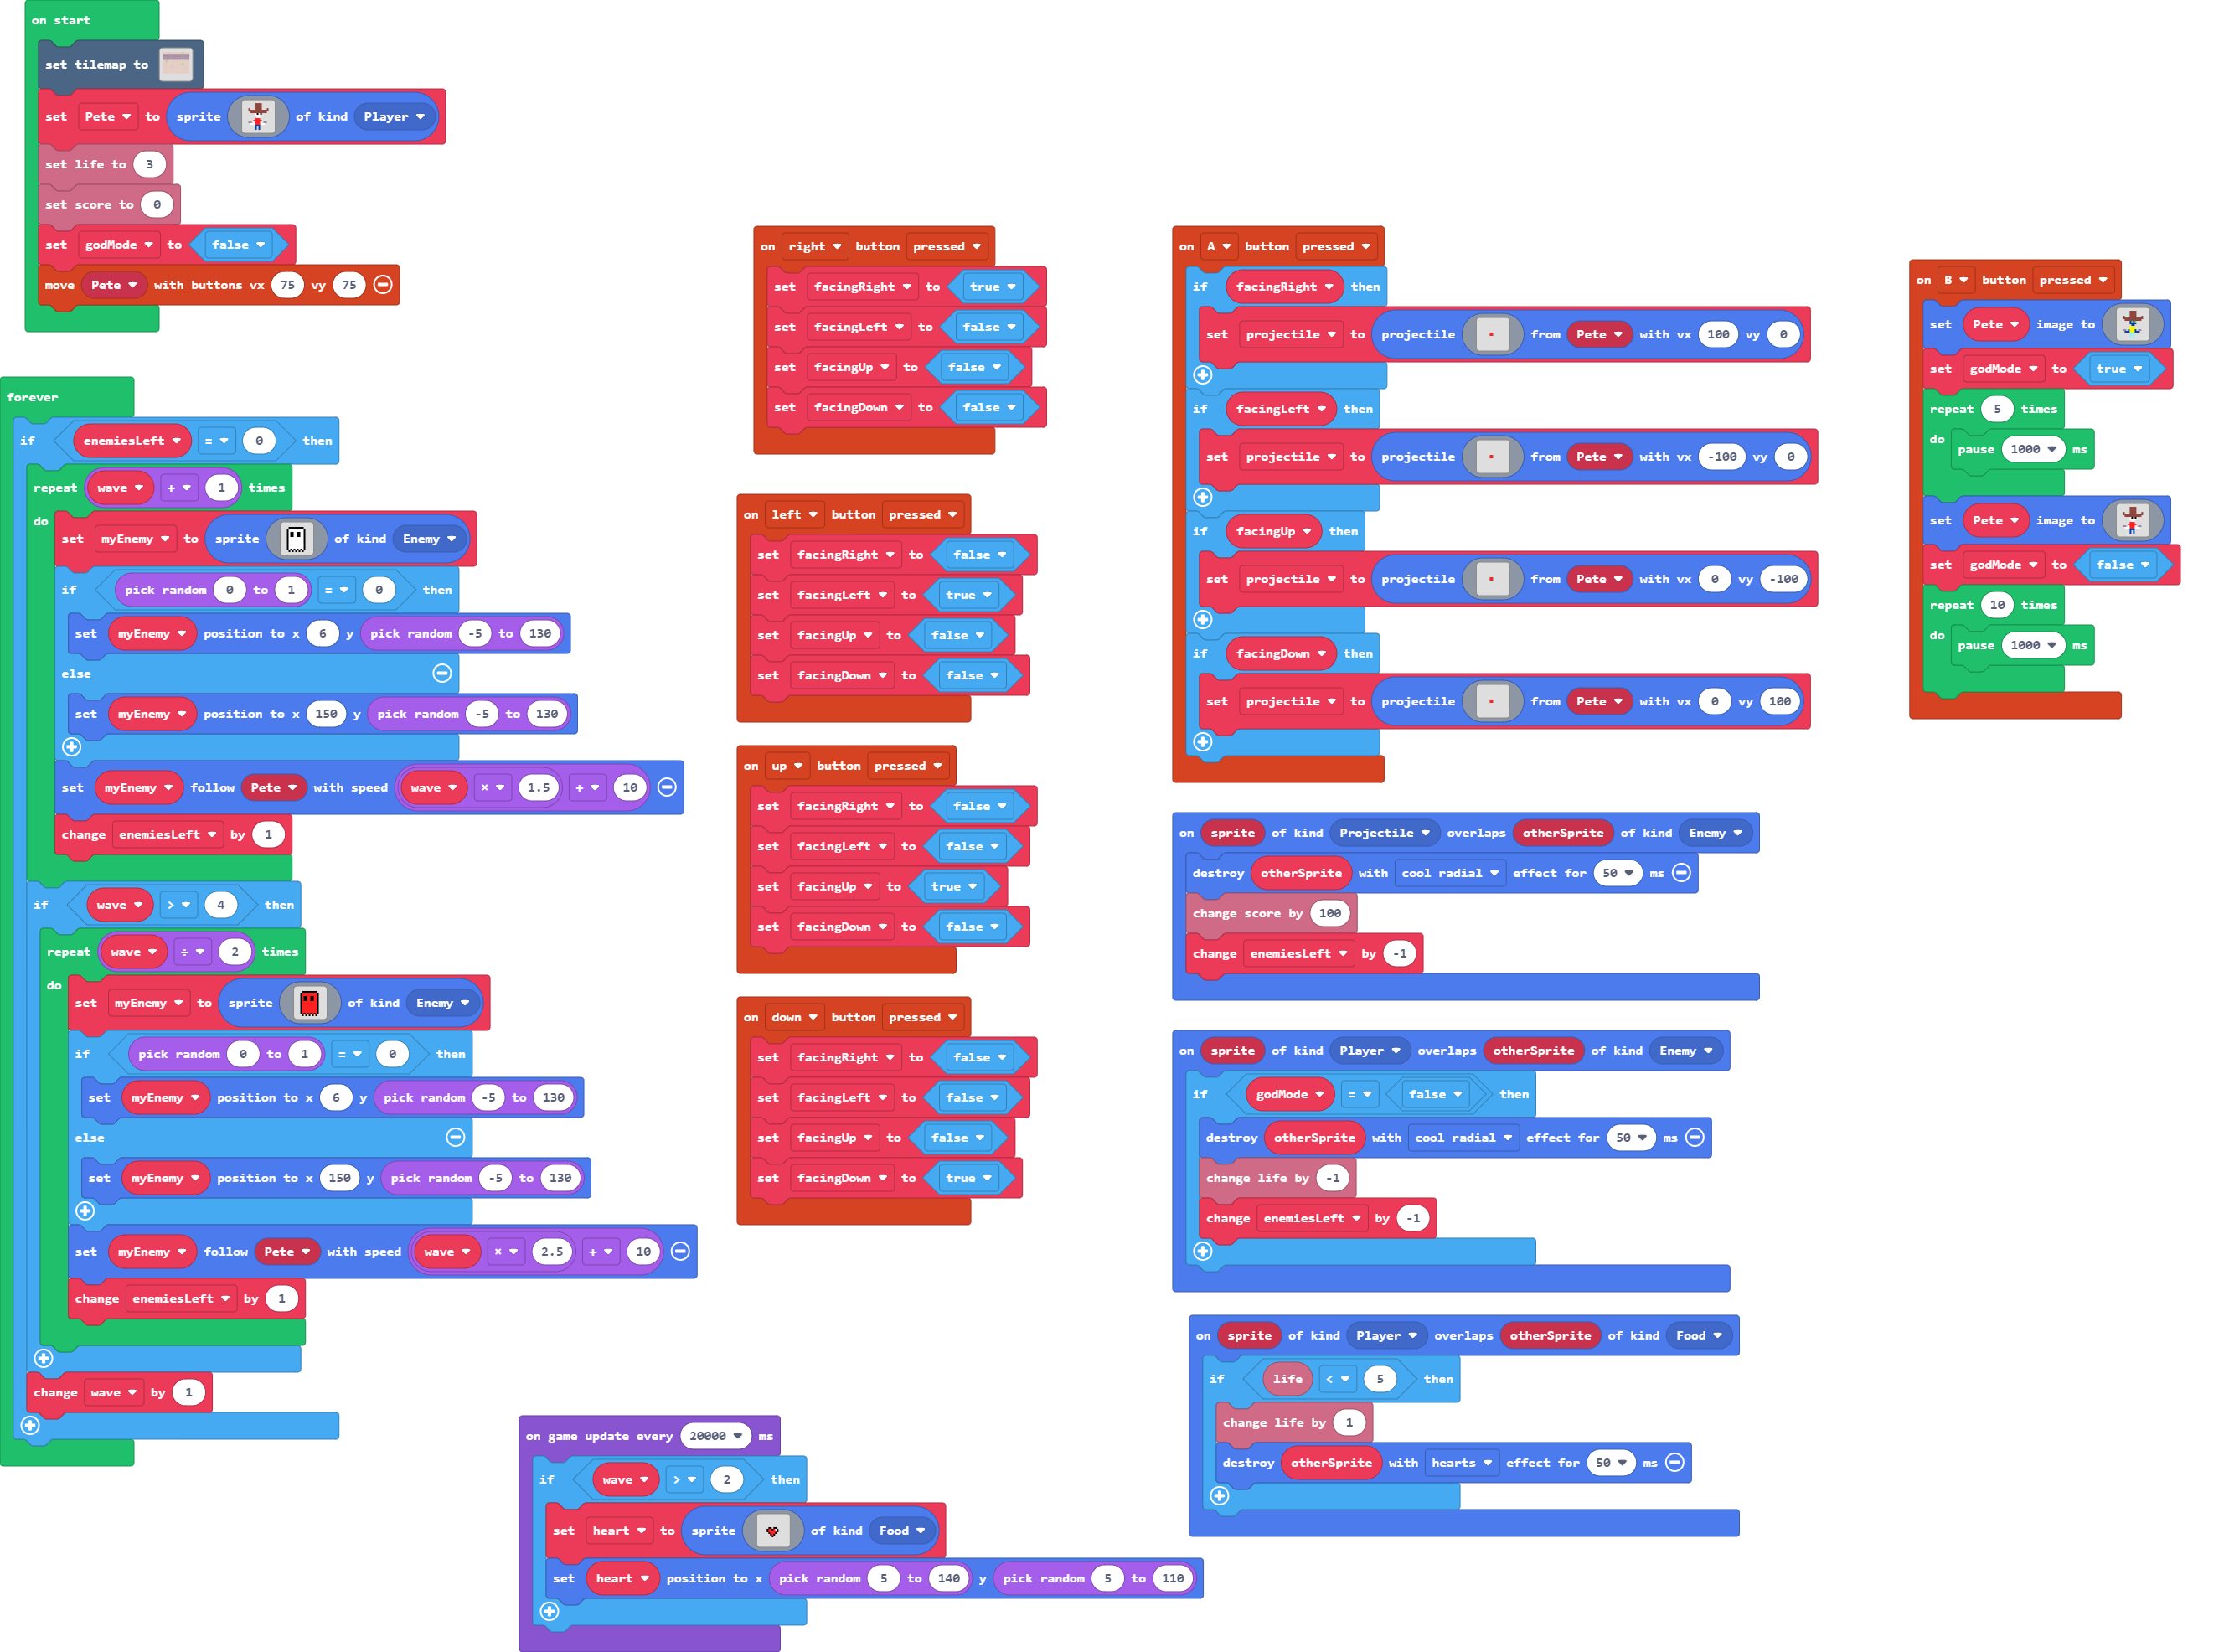 on start
set tilemap to
set Pete to sprite of kind Player
set life to 3
set score to 0
set godMode to false
move Pete with buttons vx 75 vy 75
forever
if enemiesLeft = 0 then
repeat wave + 1 times
do
set myEnemy to sprite of kind Enemy
if pick random 0 to 1 = 0 then
set myEnemy position to x 6 y pick random -5 to 130
else
set myEnemy position to x 150 y pick random -5 to 130
set myEnemy follow Pete with speed wave × 1.5 + 10
change enemiesLeft by 1
if wave > 4 then
repeat wave ÷ 2 times
do
set myEnemy to sprite of kind Enemy
if pick random 0 to 1 = 0 then
set myEnemy position to x 6 y pick random -5 to 130
else
set myEnemy position to x 150 y pick random -5 to 130
set myEnemy follow Pete with speed wave × 2.5 + 10
change enemiesLeft by 1
change wave by 1
on right button pressed
set facingRight to true
set facingLeft to false
set facingUp to false
set facingDown to false
on left button pressed
set facingRight to false
set facingLeft to true
set facingUp to false
set facingDown to false
on up button pressed
set facingRight to false
set facingLeft to false
set facingUp to true
set facingDown to false
on down button pressed
set facingRight to false
set facingLeft to false
set facingUp to false
set facingDown to true
on game update every 20000 ms
if wave > 2 then
set heart to sprite of kind Food
set heart position to x pick random 5 to 140 y pick random 5 to 110
on A button pressed
if facingRight then
set projectile to projectile from Pete with vx 100 vy 0
if facingLeft then
set projectile to projectile from Pete with vx -100 vy 0
if facingUp then
set projectile to projectile from Pete with vx 0 vy -100
if facingDown then
set projectile to projectile from Pete with vx 0 vy 100
on sprite of kind Projectile overlaps otherSprite of kind Enemy
destroy otherSprite with cool radial effect for 50 ms
change score by 100
change enemiesLeft by -1
on sprite of kind Player overlaps otherSprite of kind Enemy
if godMode = false then
destroy otherSprite with cool radial effect for 50 ms
change life by -1
change enemiesLeft by -1
on sprite of kind Player overlaps otherSprite of kind Food
if life < 5 then
change life by 1
destroy otherSprite with hearts effect for 50 ms
on B button pressed
set Pete image to
set godMode to true
repeat 5 times
do pause 1000 ms
set Pete image to
set godMode to false
repeat 10 times
do pause 1000 ms